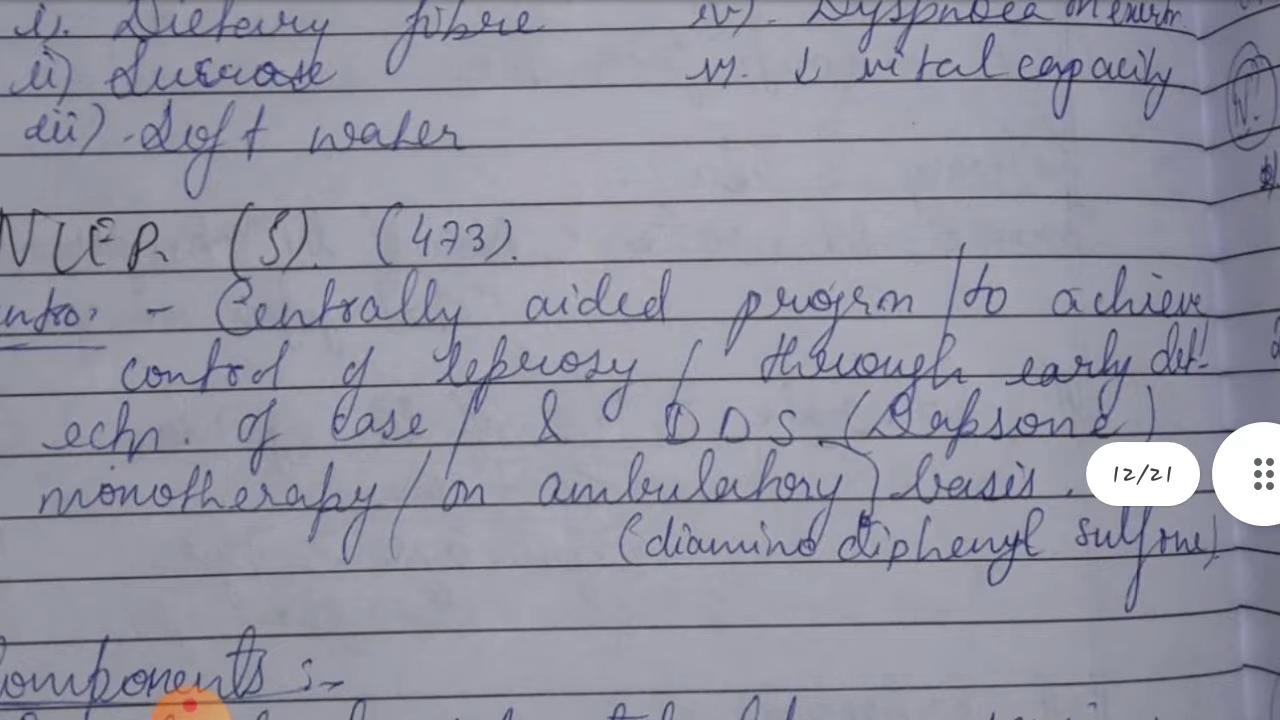 i). Dietary fibre iv). Dyspnoea on exertn
ii) Sucrose v). ↓ vital capacity
iii) Soft water
NLEP. (S). (473).
Intro: - Centrally aided progrm / to achieve
control of leprosy / through early det-
echn. of case / & DDS (Dapsone)
monotherapy / on ambulatory) basis.
12/21
(diamino diphenyl sulfone)
Components :-